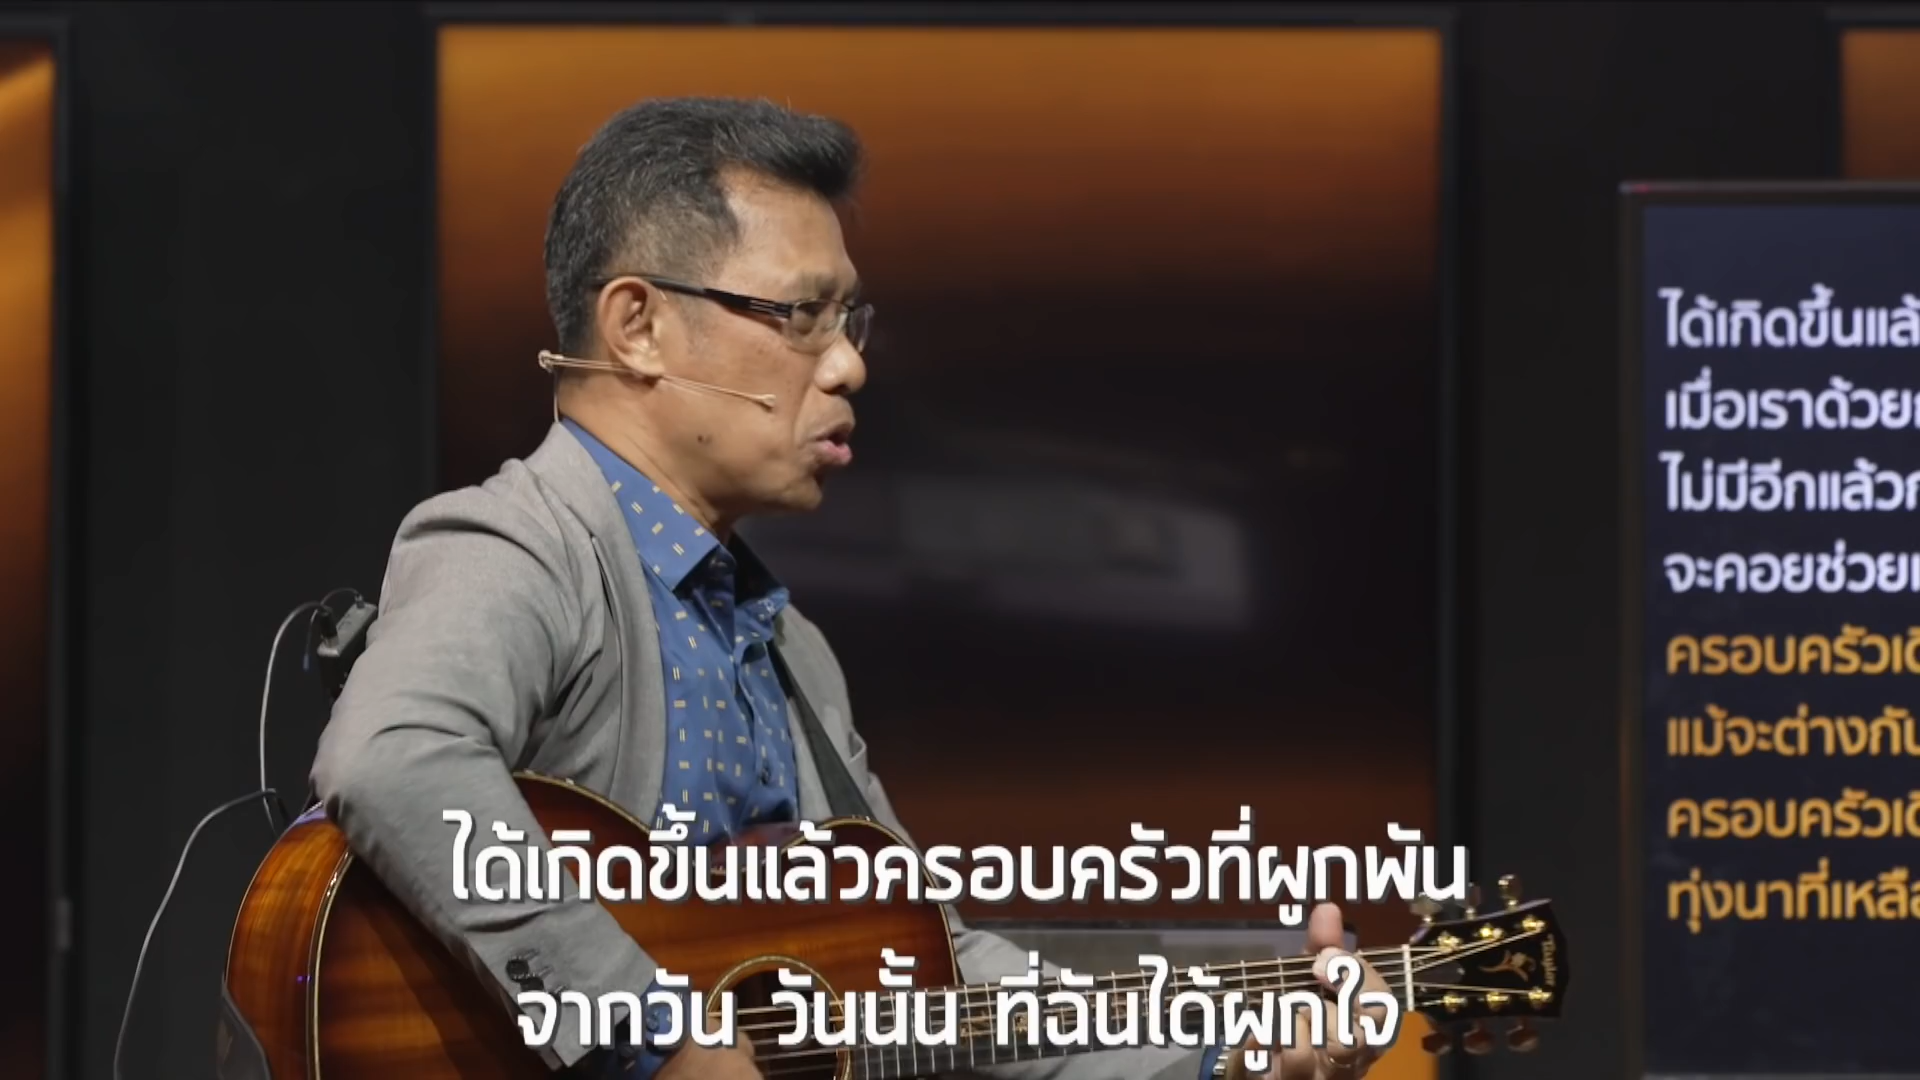 ได้เกิดขึ้นแล้วครอบครัวที่ผูกพัน
จากวัน วันนั้น ที่ฉันได้ผูกใจ
ได้เกิดขึ้นแล้
เมื่อเราด้วย
ไม่มีอีกแล้ว
จะคอยช่วย
ครอบครัวเ
แม้จะต่างกัน
ครอบครัวเ
ทุ่งนาที่เหลือ